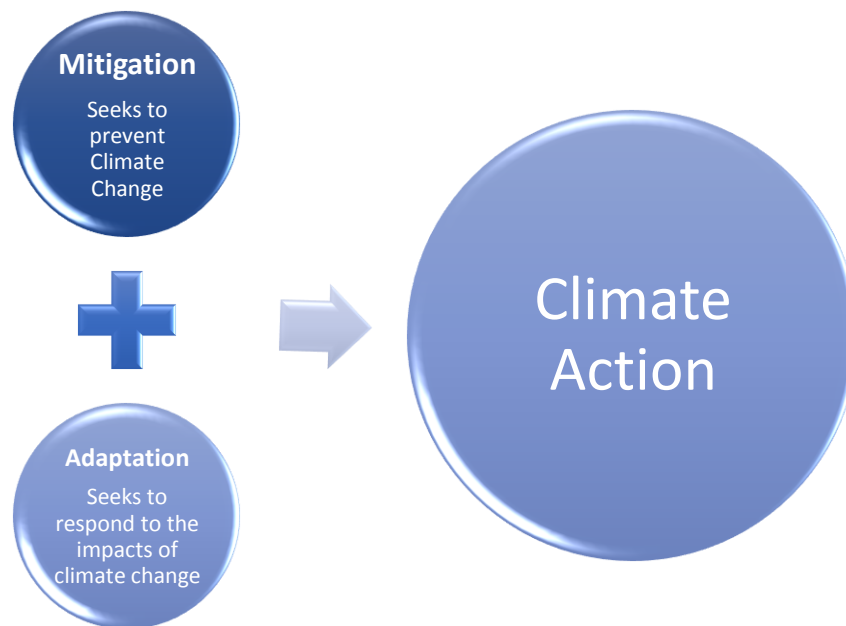 Mitigation
Seeks to
prevent
Climate
Change
Adaptation
Seeks to
respond to the
impacts of
climate change
Climate
Action